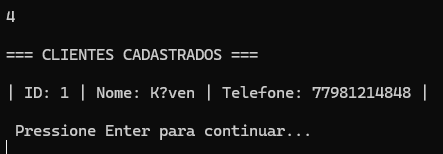 4
=== CLIENTES CADASTRADOS ===
| ID: 1 | Nome: K?ven | Telefone: 77981214848 |
Pressione Enter para continuar...